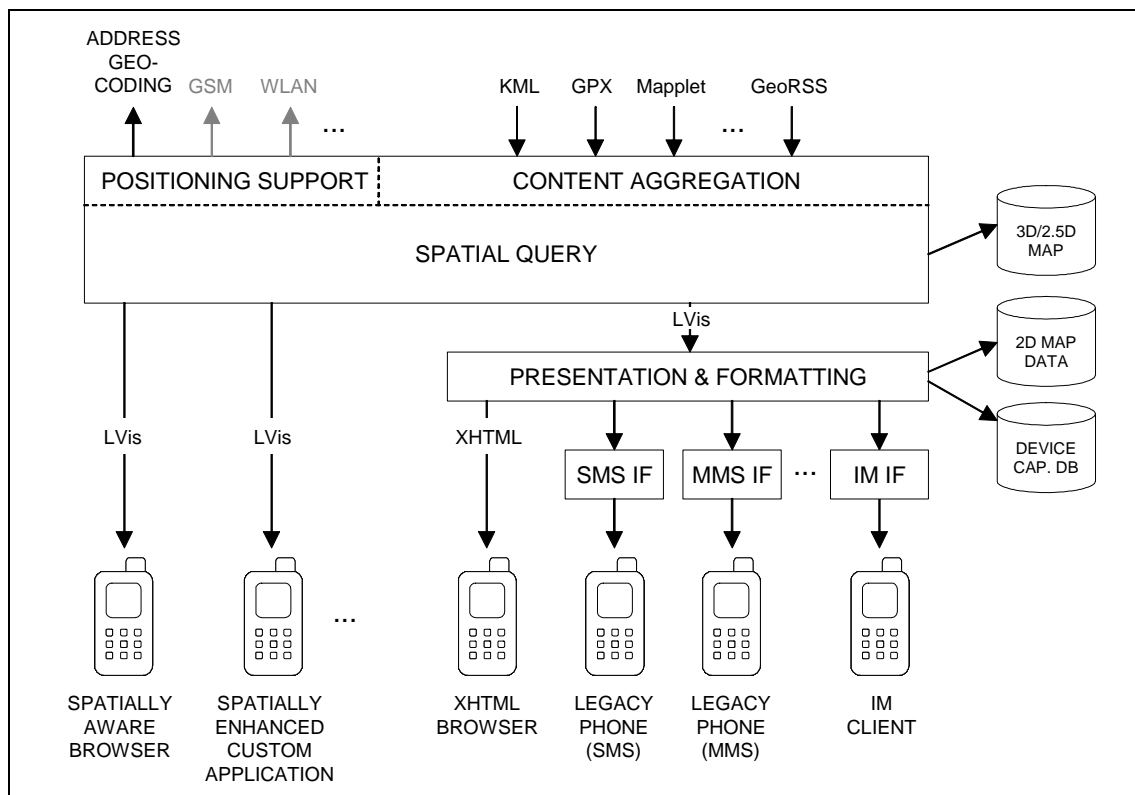 ADDRESS
GEO-
CODING
GSM
WLAN
...
KML
GPX
Mapplet
...
GeoRSS
POSITIONING SUPPORT
CONTENT AGGREGATION
SPATIAL QUERY
3D/2.5D
MAP
LVis
2D MAP
DATA
PRESENTATION & FORMATTING
LVis
LVis
XHTML
DEVICE
CAP. DB
SMS IF
MMS IF
...
IM IF
...
SPATIALLY
AWARE
BROWSER
SPATIALLY
ENHANCED
CUSTOM
APPLICATION
XHTML
BROWSER
LEGACY
PHONE
(SMS)
LEGACY
PHONE
(MMS)
IM
CLIENT